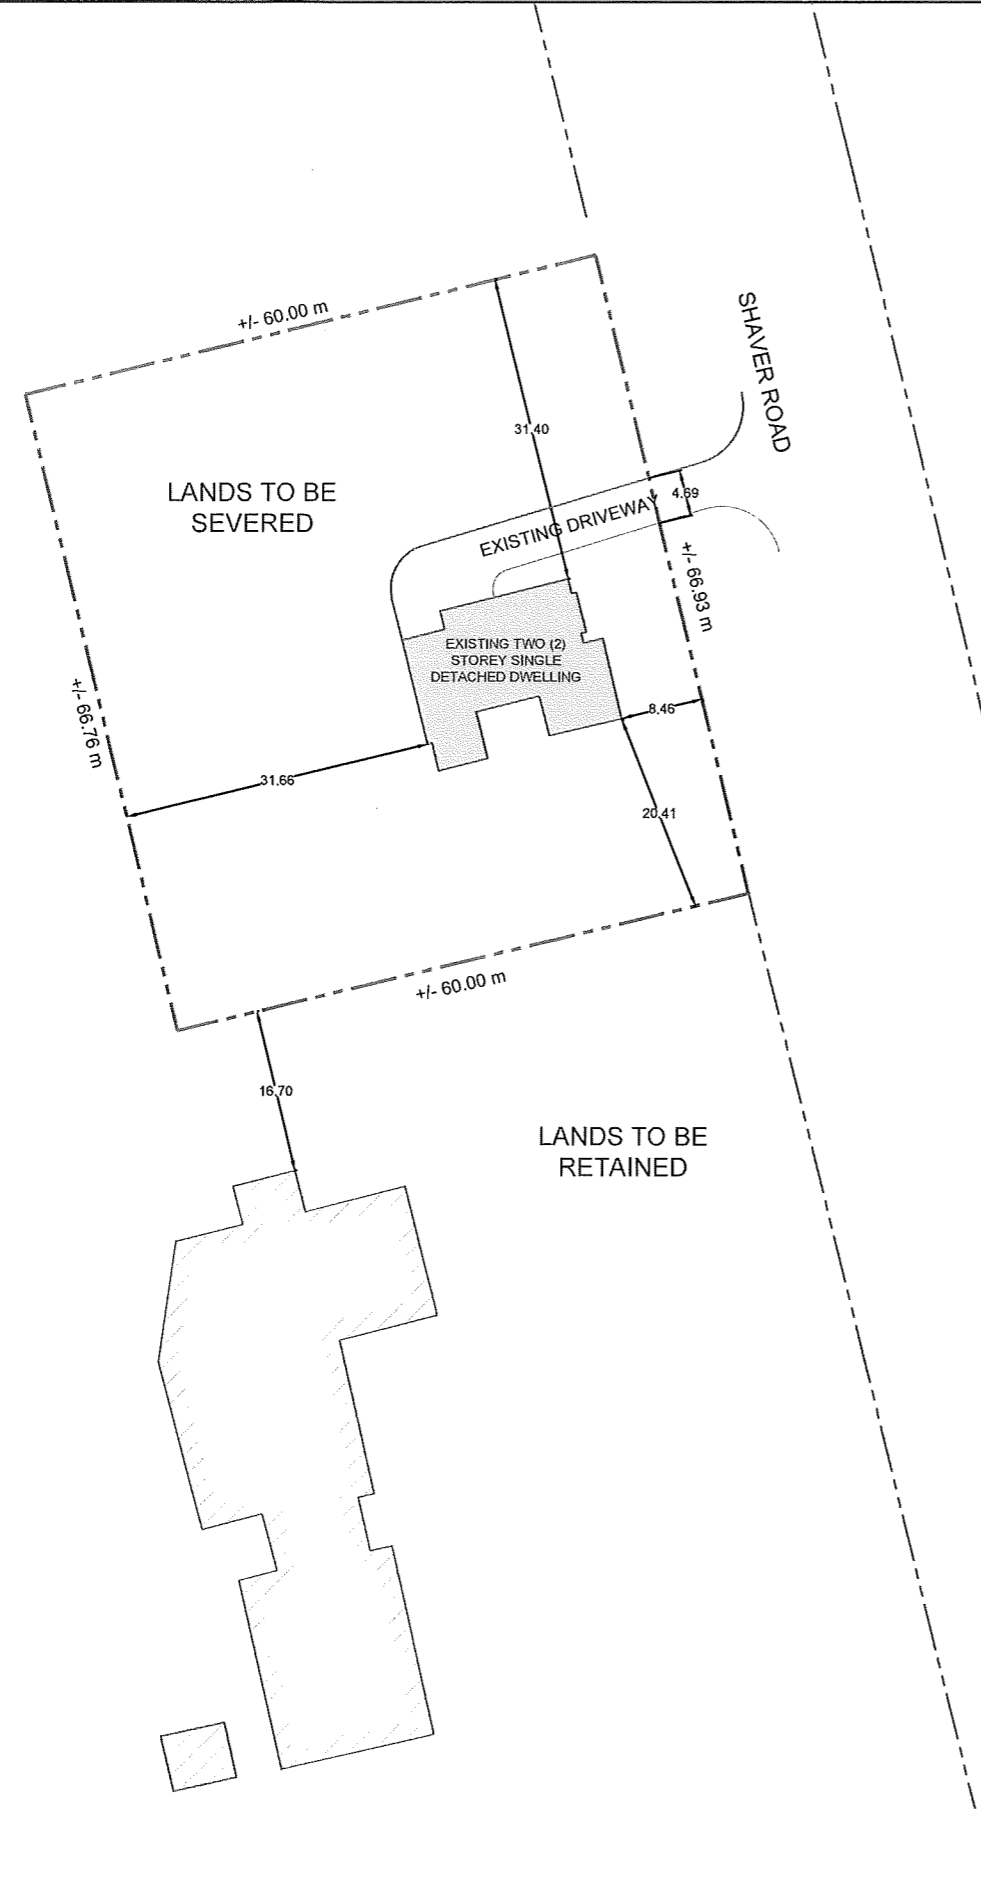 +/- 60.00 m
SHAVER ROAD
31.40
LANDS TO BE
SEVERED
4.69
EXISTING DRIVEWAY
+/- 66.93 m
EXISTING TWO (2)
STOREY SINGLE
DETACHED DWELLING
+/- 66.76 m
8.46
31.66
20.41
+/- 60.00 m
16.70
LANDS TO BE
RETAINED